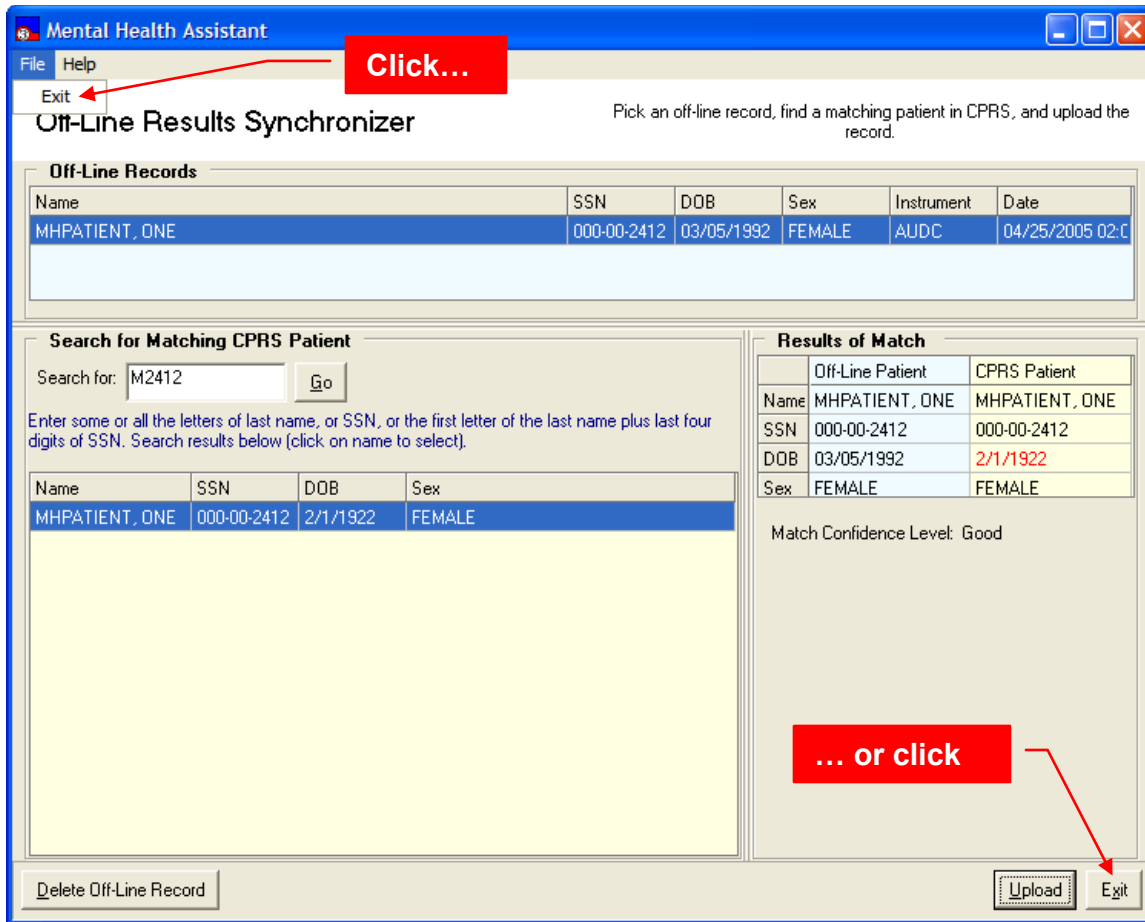 Mental Health Assistant
File Help
Click…
Exit
Off-Line Results Synchronizer
Pick an off-line record, find a matching patient in CPRS, and upload the
record.
Off-Line Records
Name SSN DOB Sex Instrument Date
MHPATIENT, ONE 000-00-2412 03/05/1992 FEMALE AUDC 04/25/2005 02:0
Search for Matching CPRS Patient
Search for: M2412 Go
Enter some or all the letters of last name, or SSN, or the first letter of the last name plus last four
digits of SSN. Search results below (click on name to select).
Name SSN DOB Sex
MHPATIENT, ONE 000-00-2412 2/1/1922 FEMALE
Results of Match
Off-Line Patient CPRS Patient
Name MHPATIENT, ONE MHPATIENT, ONE
SSN 000-00-2412 000-00-2412
DOB 03/05/1992 2/1/1922
Sex FEMALE FEMALE
Match Confidence Level: Good
… or click
Delete Off-Line Record Upload Exit